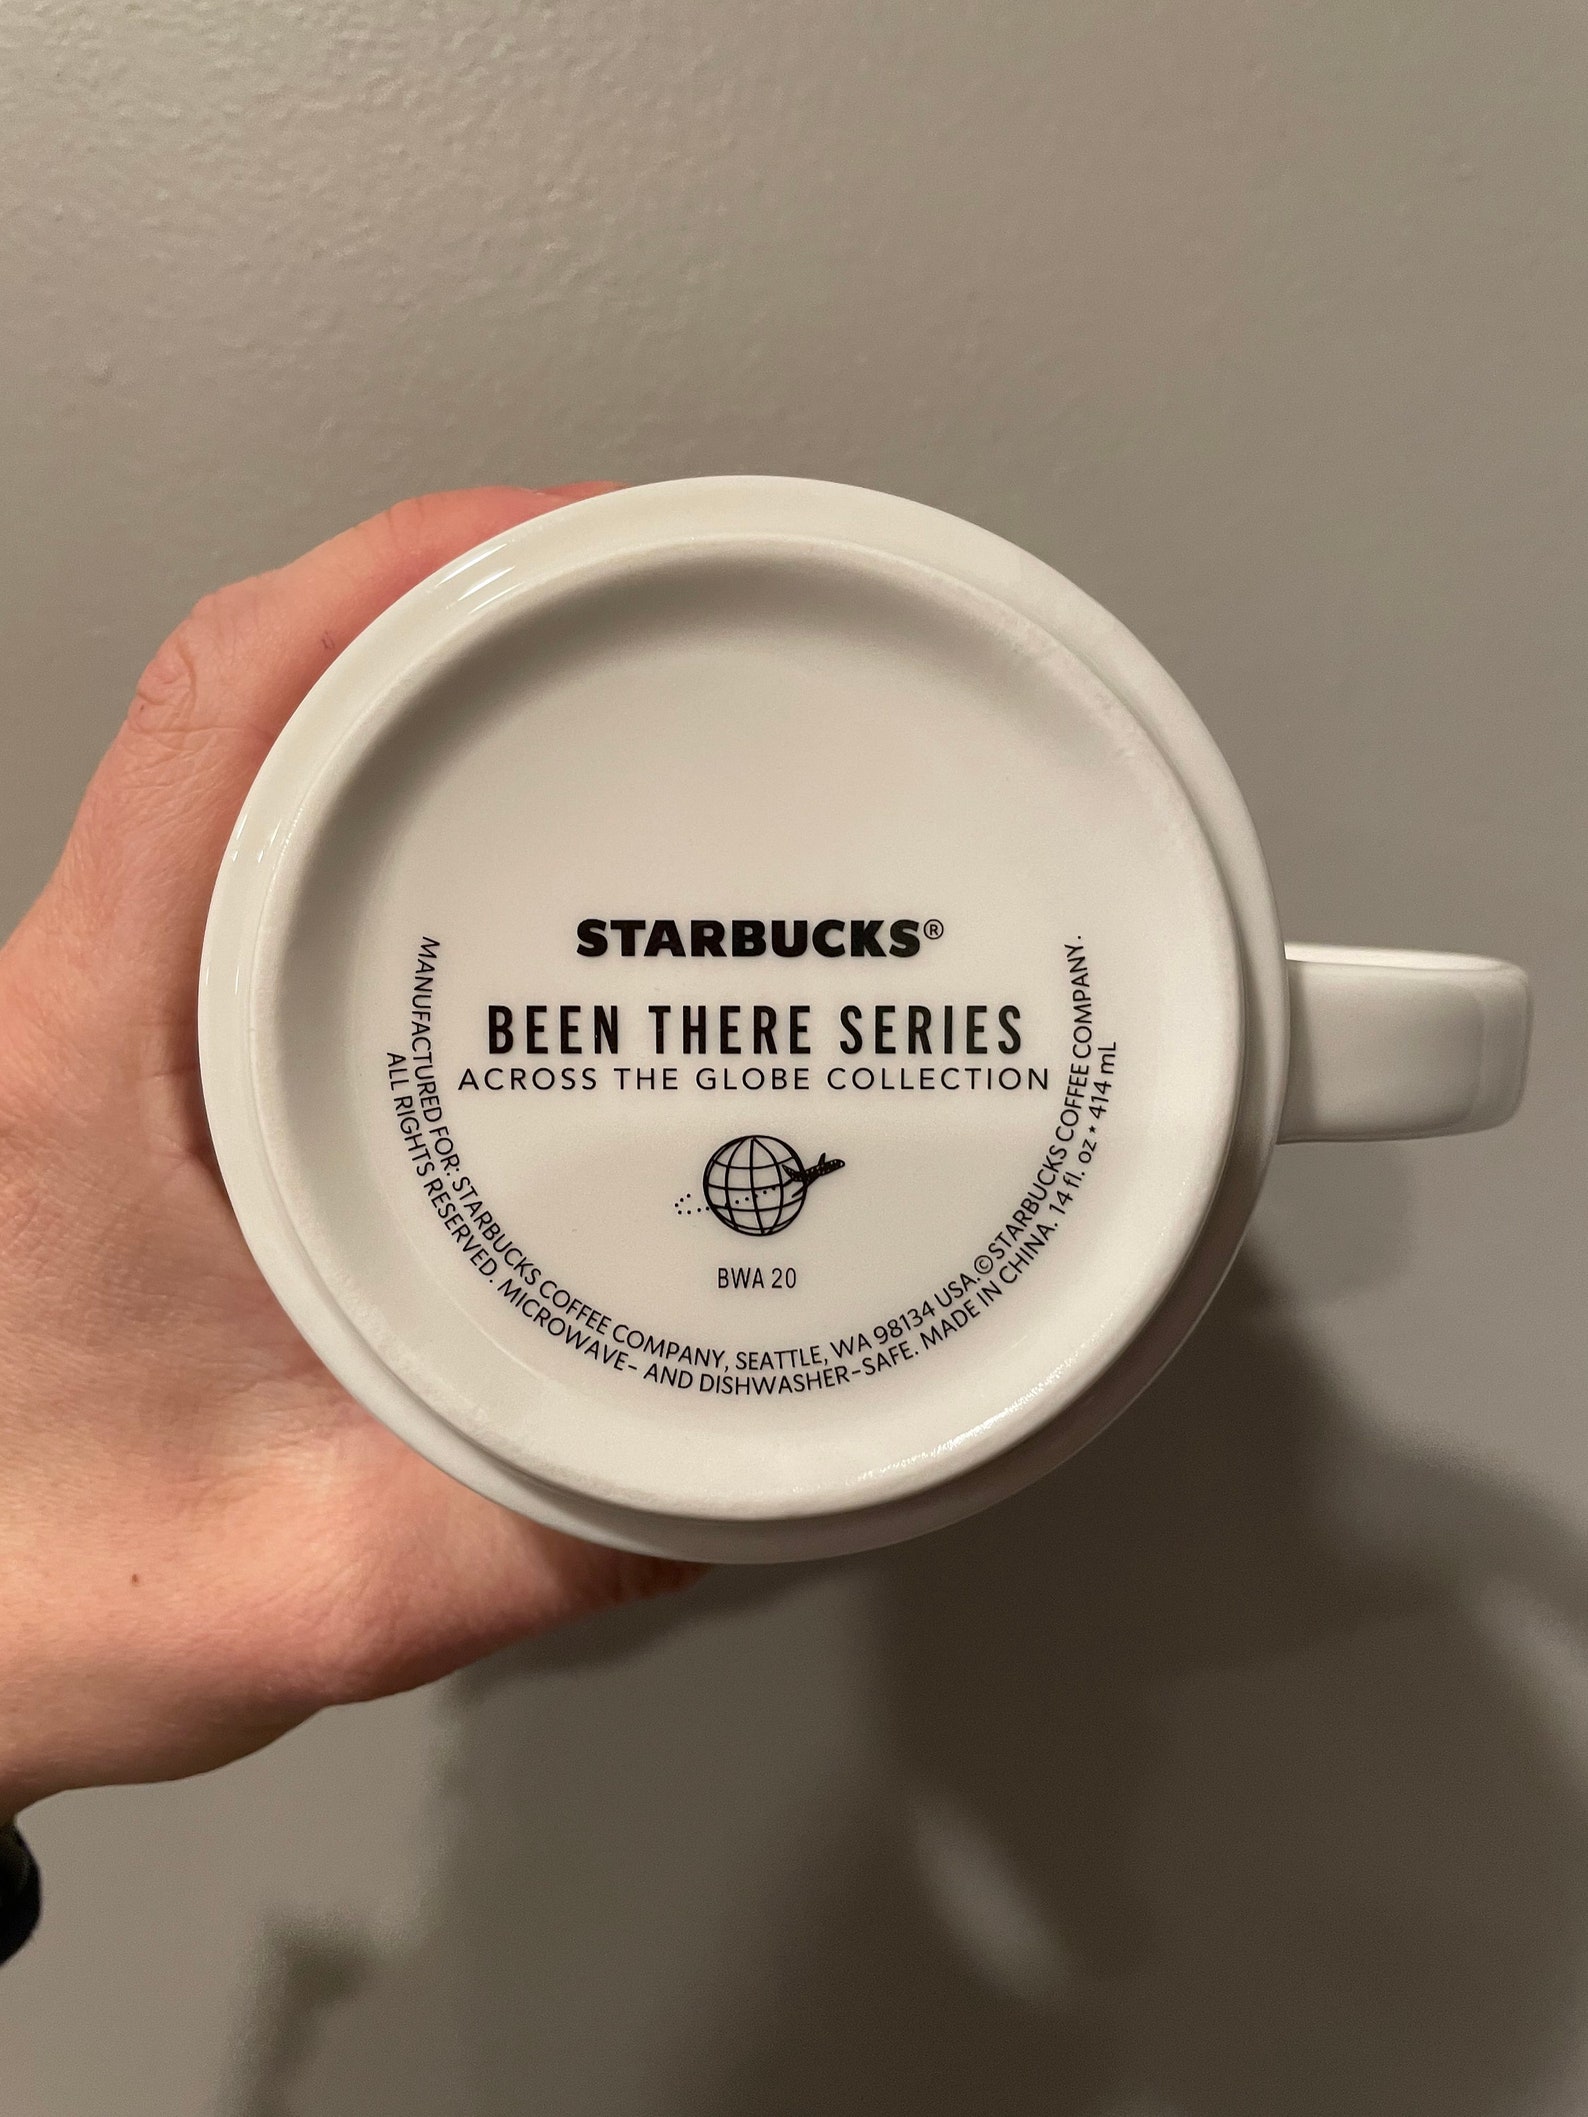 STARBUCKS®
BEEN THERE SERIES
ACROSS THE GLOBE COLLECTION
BWA 20
MANUFACTURED FOR: STARBUCKS COFFEE COMPANY, SEATTLE, WA 98134 USA.©STARBUCKS COFFEE COMPANY.
ALL RIGHTS RESERVED. MICROWAVE- AND DISHWASHER-SAFE. MADE IN CHINA. 14 fl. oz • 414 mL